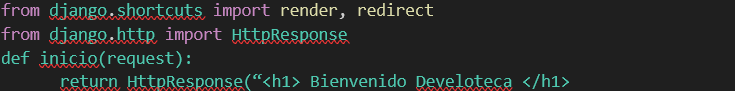 from django.shortcuts import render, redirect
from django.http import HttpResponse
def inicio(request):
      return HttpResponse(“<h1> Bienvenido Develoteca </h1>